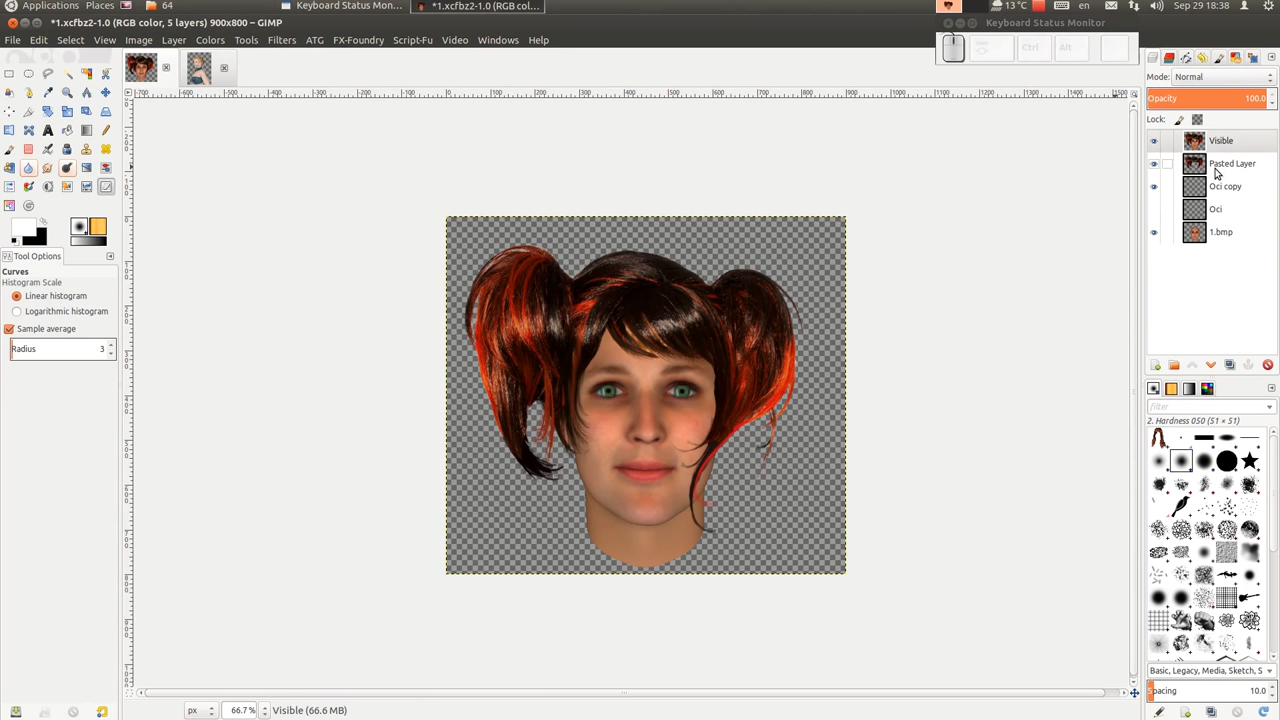 Applications Places 64 Keyboard Status Monit... *1.xcfbz2-1.0 (RGB col... 13 °C en Sep 29 18:38
*1.xcfbz2-1.0 (RGB color, 5 layers) 900x800 – GIMP
Keyboard Status Monitor
File Edit Select View Image Layer Colors Tools Filters ATG FX-Foundry Script-Fu Video Windows Help
Ctrl Alt
Mode: Normal
Opacity 100.0
Lock:
Visible
Pasted Layer
Oci copy
Oci
1.bmp
Tool Options
Curves
Histogram Scale
Linear histogram
Logarithmic histogram
Sample average
Radius 3
filter
2. Hardness 050 (51 × 51)
Basic, Legacy, Media, Sketch, S
Spacing 10.0
px 66.7% Visible (66.6 MB)